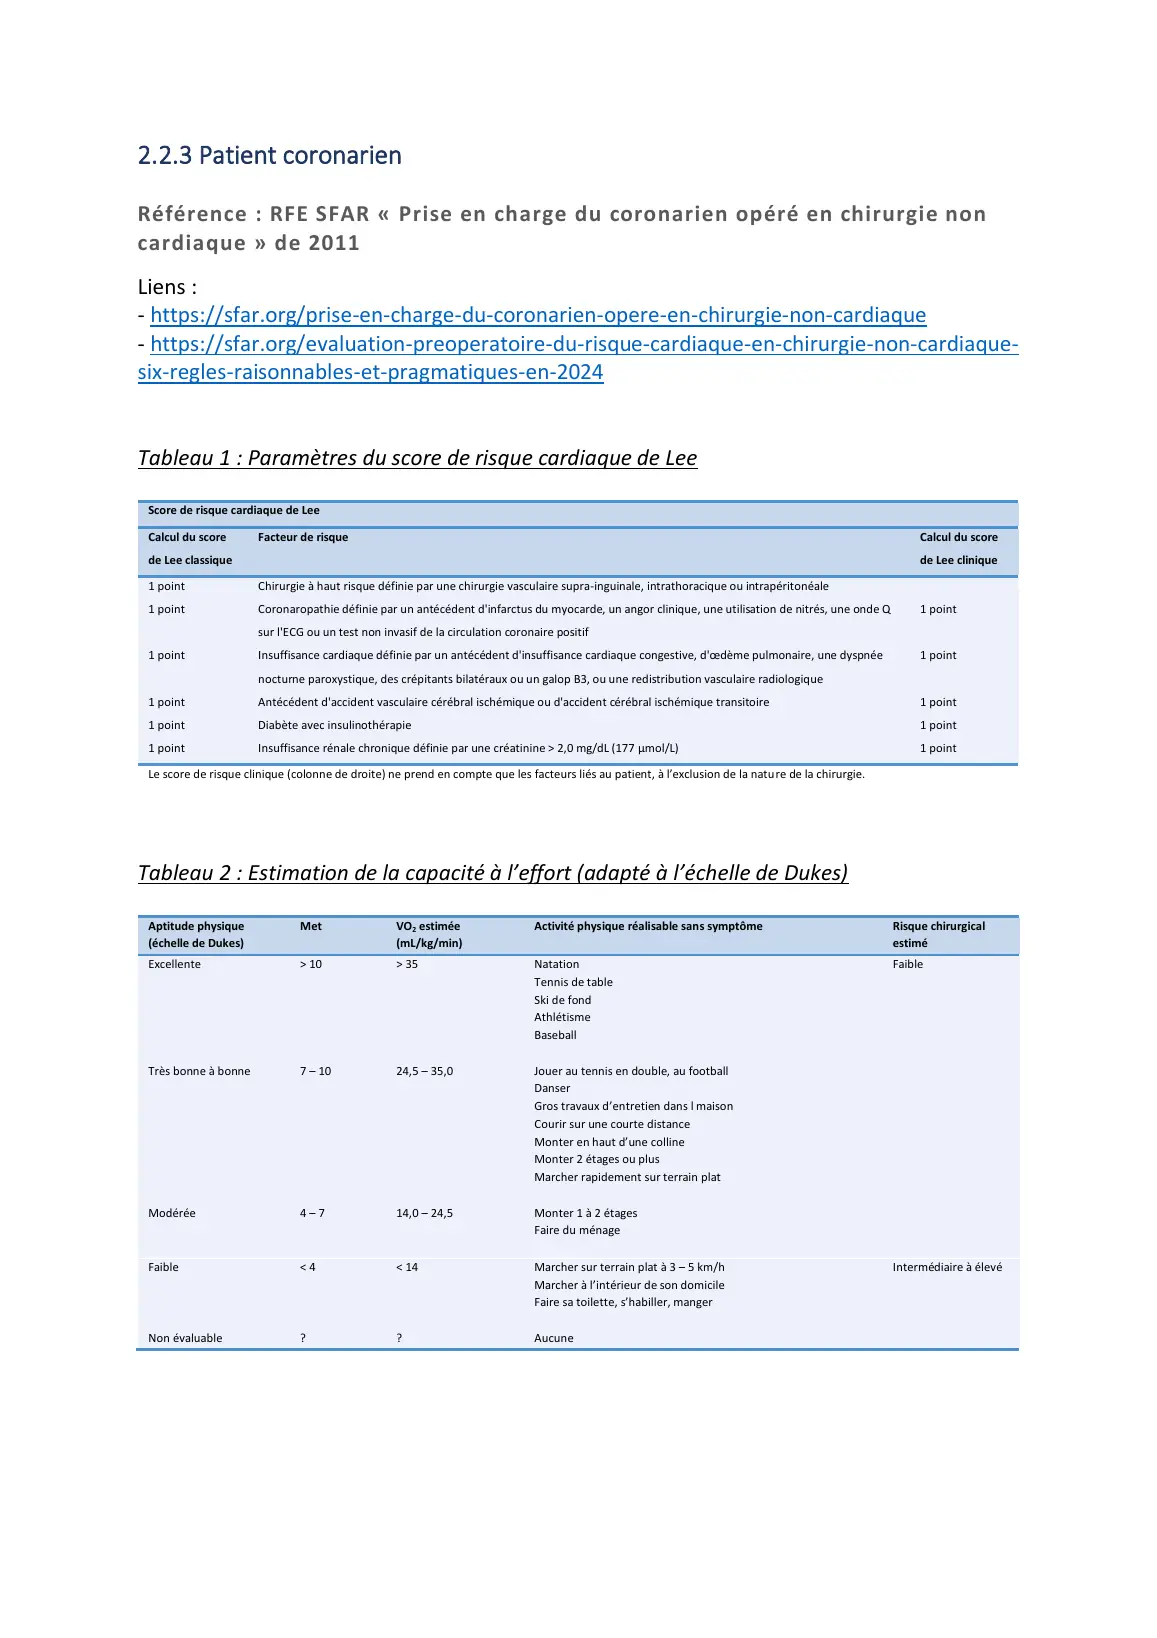 2.2.3 Patient coronarien
Référence : RFE SFAR « Prise en charge du coronarien opéré en chirurgie non
cardiaque » de 2011
Liens :
- https://sfar.org/prise-en-charge-du-coronarien-opere-en-chirurgie-non-cardiaque
- https://sfar.org/evaluation-preoperatoire-du-risque-cardiaque-en-chirurgie-non-cardiaque-
six-regles-raisonnables-et-pragmatiques-en-2024
Tableau 1 : Paramètres du score de risque cardiaque de Lee
Score de risque cardiaque de Lee
Calcul du score Facteur de risque Calcul du score
de Lee classique de Lee clinique
1 point Chirurgie à haut risque définie par une chirurgie vasculaire supra-inguinale, intrathoracique ou intrapéritonéale
1 point Coronaropathie définie par un antécédent d'infarctus du myocarde, un angor clinique, une utilisation de nitrés, une onde Q 1 point
sur l'ECG ou un test non invasif de la circulation coronaire positif
1 point Insuffisance cardiaque définie par un antécédent d'insuffisance cardiaque congestive, d'œdème pulmonaire, une dyspnée 1 point
nocturne paroxystique, des crépitants bilatéraux ou un galop B3, ou une redistribution vasculaire radiologique
1 point Antécédent d'accident vasculaire cérébral ischémique ou d'accident cérébral ischémique transitoire 1 point
1 point Diabète avec insulinothérapie 1 point
1 point Insuffisance rénale chronique définie par une créatinine > 2,0 mg/dL (177 µmol/L) 1 point
Le score de risque clinique (colonne de droite) ne prend en compte que les facteurs liés au patient, à l’exclusion de la nature de la chirurgie.
Tableau 2 : Estimation de la capacité à l’effort (adapté à l’échelle de Dukes)
Aptitude physique Met VO₂ estimée Activité physique réalisable sans symptôme Risque chirurgical
(échelle de Dukes) (mL/kg/min) estimé
Excellente > 10 > 35 Natation Faible
Tennis de table
Ski de fond
Athlétisme
Baseball
Très bonne à bonne 7 – 10 24,5 – 35,0 Jouer au tennis en double, au football
Danser
Gros travaux d’entretien dans l maison
Courir sur une courte distance
Monter en haut d’une colline
Monter 2 étages ou plus
Marcher rapidement sur terrain plat
Modérée 4 – 7 14,0 – 24,5 Monter 1 à 2 étages
Faire du ménage
Faible < 4 < 14 Marcher sur terrain plat à 3 – 5 km/h Intermédiaire à élevé
Marcher à l’intérieur de son domicile
Faire sa toilette, s’habiller, manger
Non évaluable ? ? Aucune